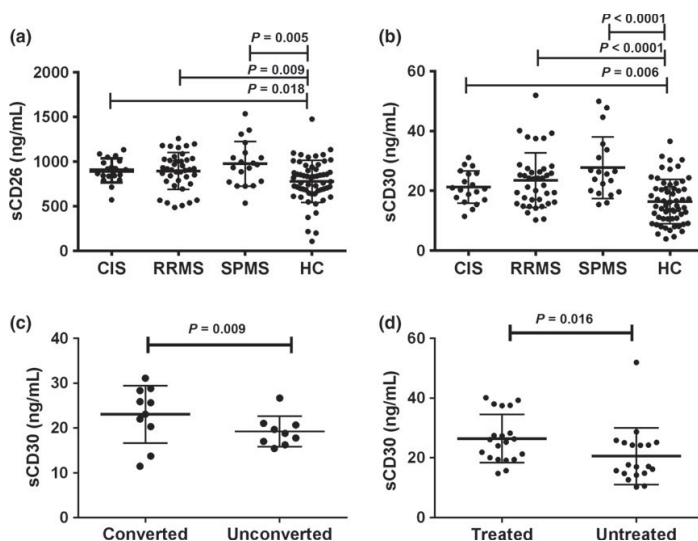 (a)
P = 0.005
P = 0.009
P = 0.018
sCD26 (ng/mL)
2000
1500
1000
500
0
CIS RRMS SPMS HC
(b)
P < 0.0001
P < 0.0001
P = 0.006
sCD30 (ng/mL)
60
40
20
0
CIS RRMS SPMS HC
(c)
P = 0.009
sCD30 (ng/mL)
40
30
20
10
0
Converted Unconverted
(d)
P = 0.016
sCD30 (ng/mL)
60
40
20
0
Treated Untreated